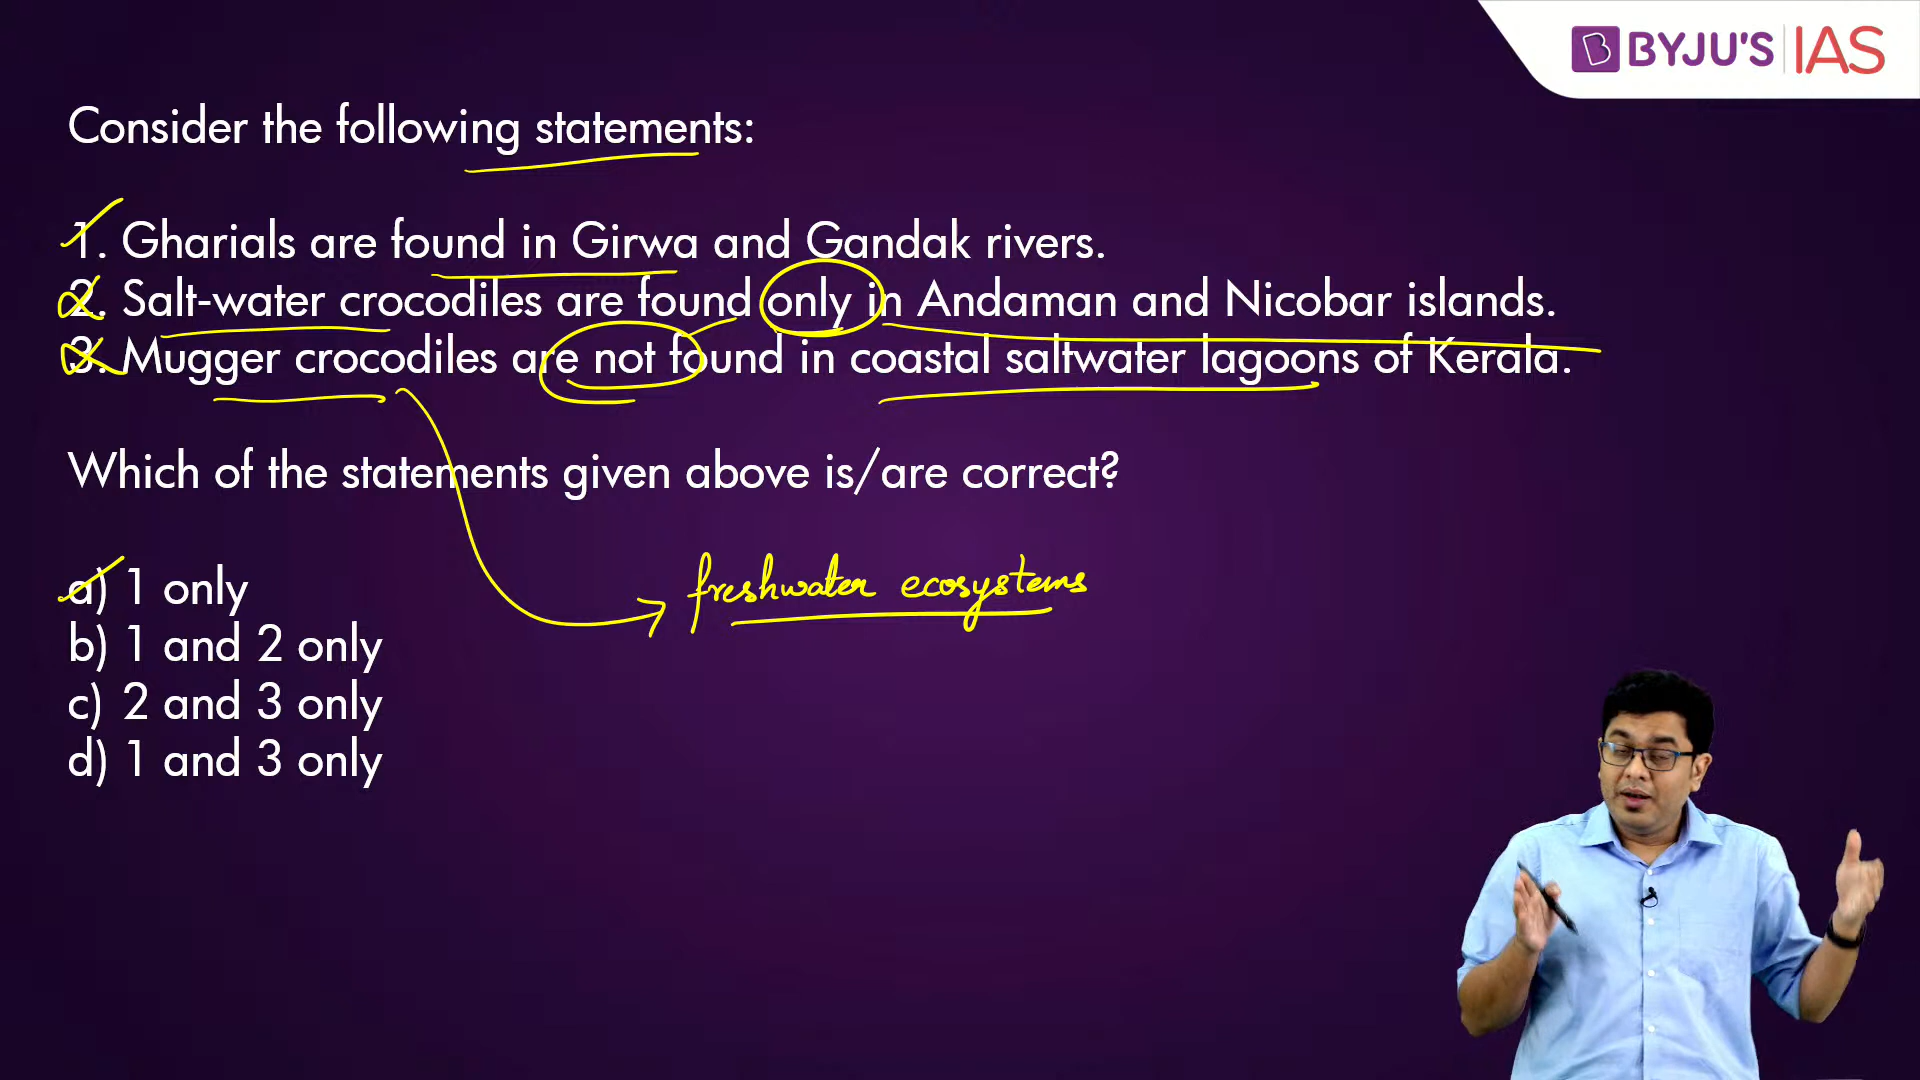 BYJU'S IAS
Consider the following statements:
1. Gharials are found in Girwa and Gandak rivers.
2. Salt-water crocodiles are found only in Andaman and Nicobar islands.
3. Mugger crocodiles are not found in coastal saltwater lagoons of Kerala.
Which of the statements given above is/are correct?
a) 1 only
freshwater ecosystems
b) 1 and 2 only
c) 2 and 3 only
d) 1 and 3 only